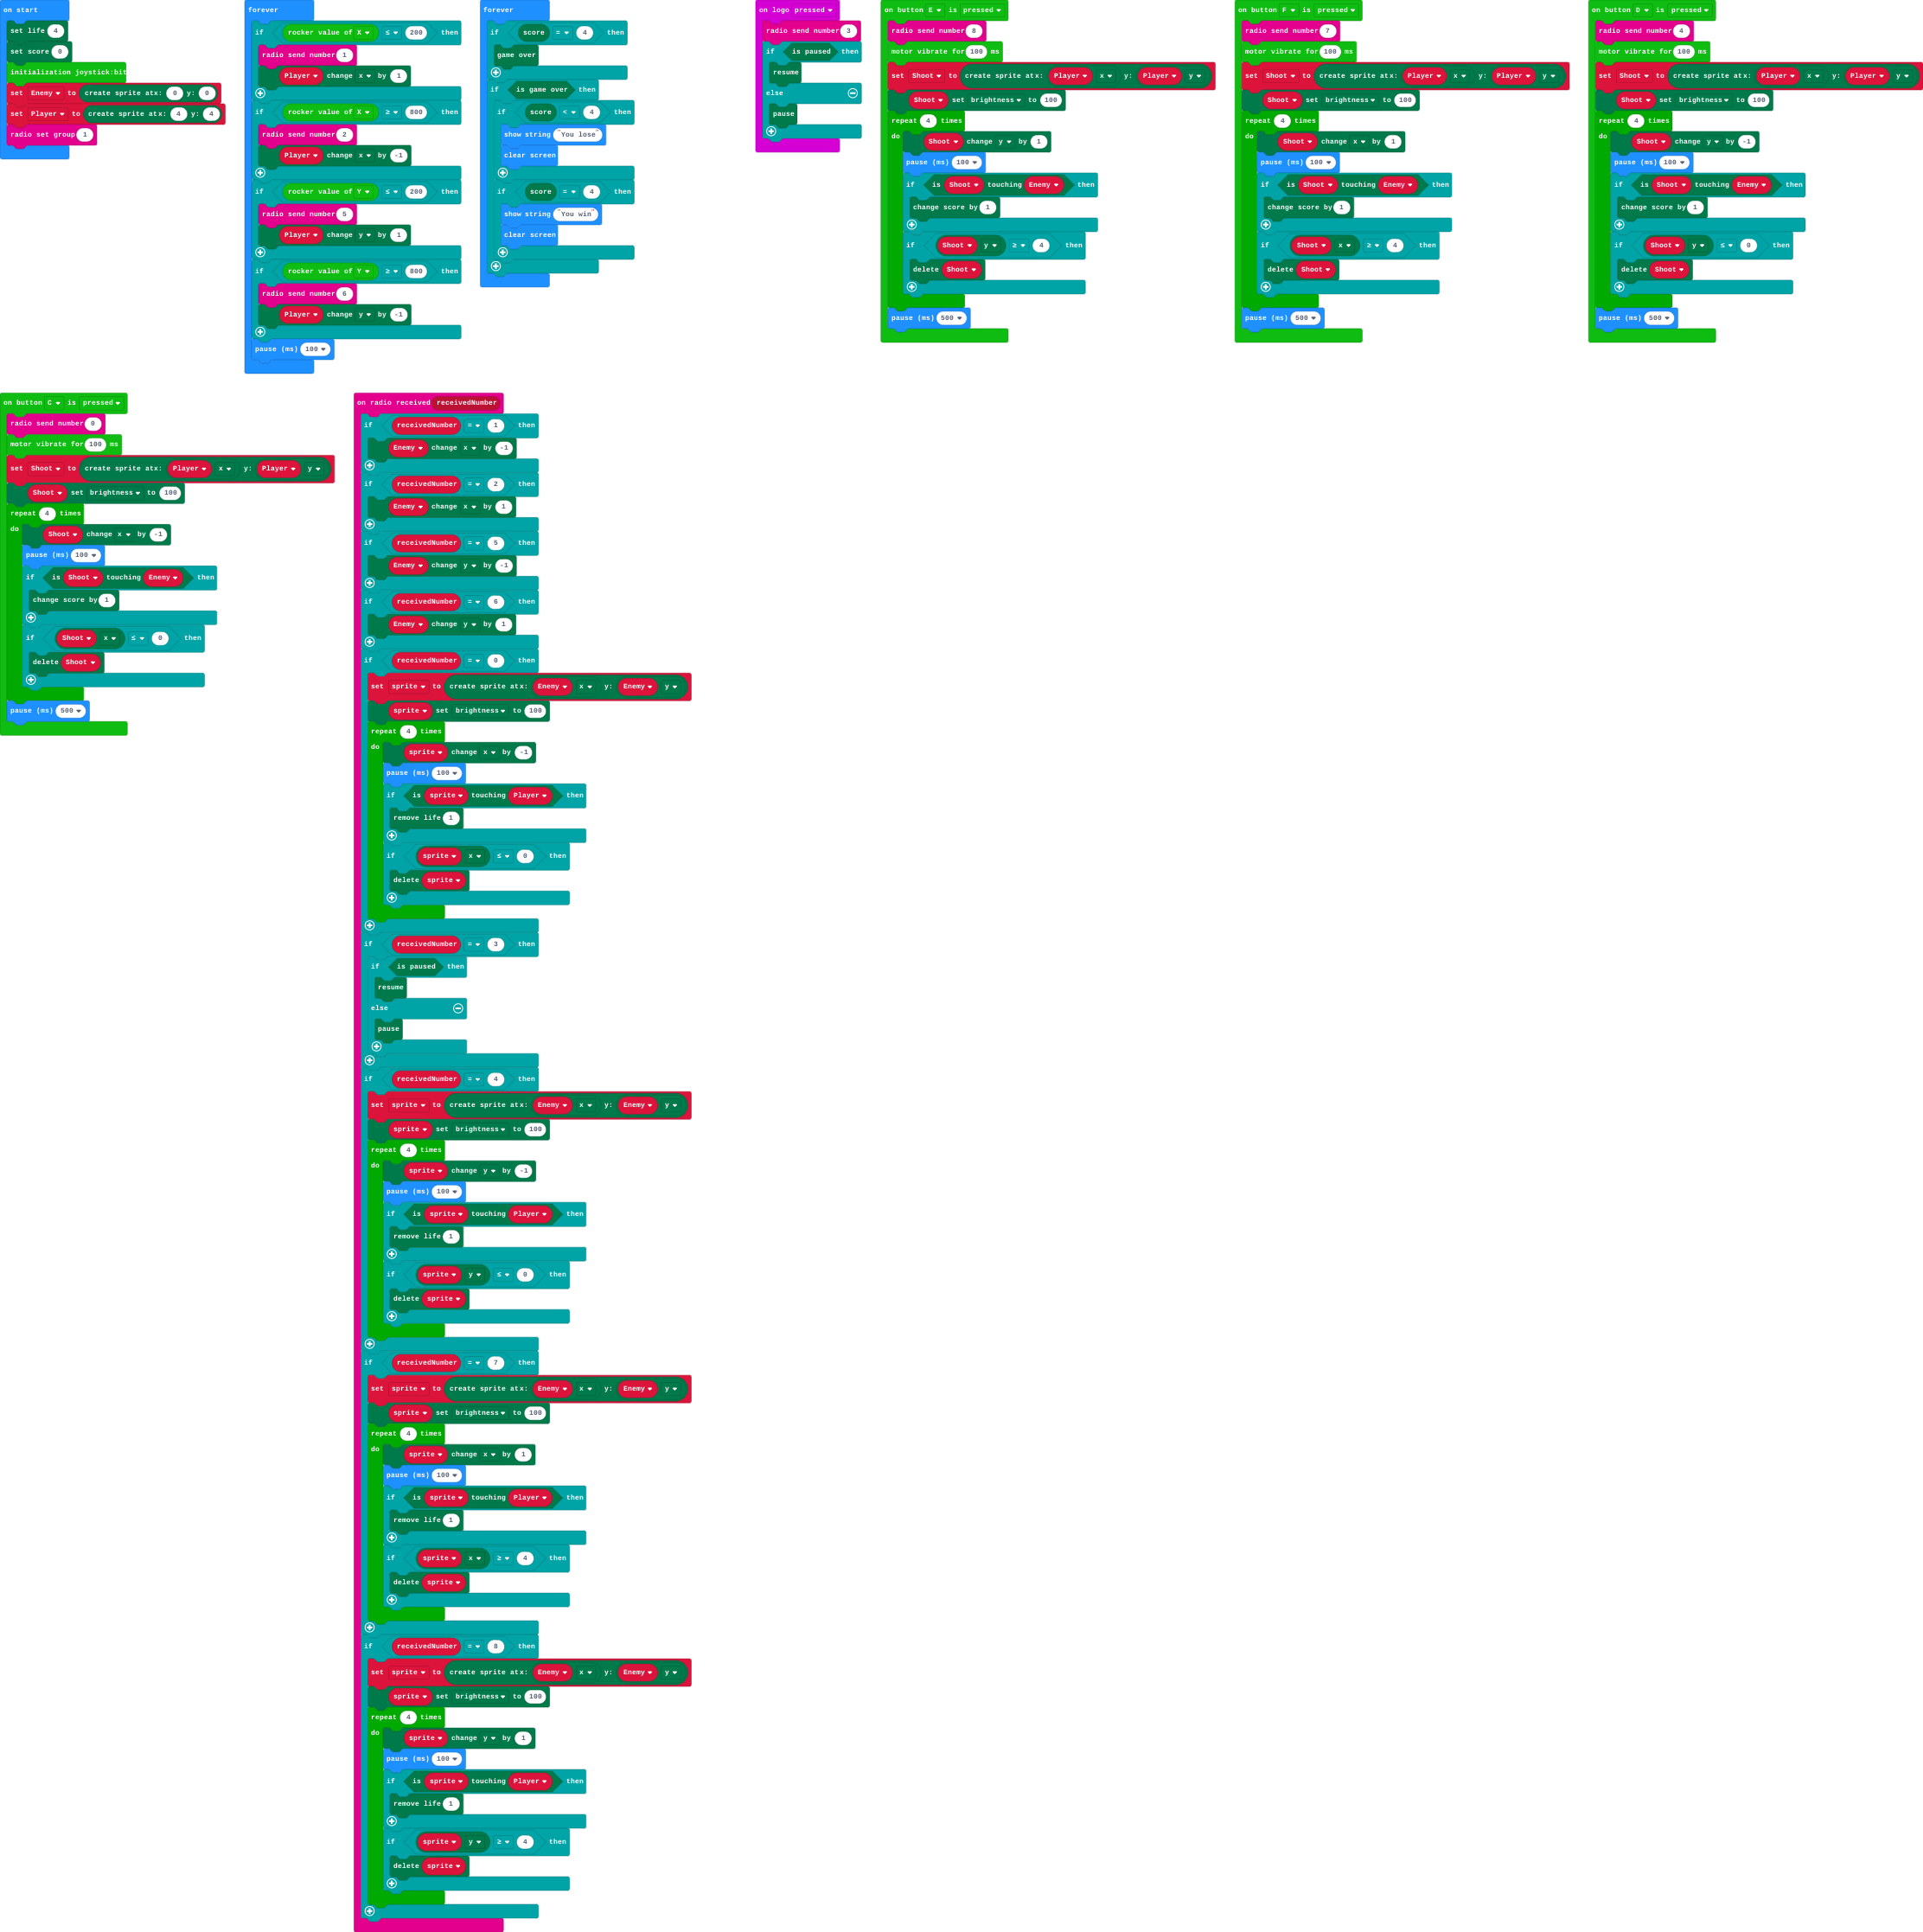 on start
set life 4
set score 0
initialization joystick:bit
set Enemy to create sprite at x: 0 y: 0
set Player to create sprite at x: 4 y: 4
radio set group 1
forever
if rocker value of X ≤ 200 then
radio send number 1
Player change x by 1
if rocker value of X ≥ 800 then
radio send number 2
Player change x by -1
if rocker value of Y ≤ 200 then
radio send number 5
Player change y by 1
if rocker value of Y ≥ 800 then
radio send number 6
Player change y by -1
pause (ms) 100
forever
if score = 4 then
game over
if is game over then
if score < 4 then
show string "You lose"
clear screen
if score = 4 then
show string "You win"
clear screen
on logo pressed
radio send number 3
if is paused then
resume
else
pause
on button E is pressed
radio send number 8
motor vibrate for 100 ms
set Shoot to create sprite at x: Player x y: Player y
Shoot set brightness to 100
repeat 4 times
do Shoot change y by 1
pause (ms) 100
if is Shoot touching Enemy then
change score by 1
if Shoot y ≥ 4 then
delete Shoot
pause (ms) 500
on button F is pressed
radio send number 7
motor vibrate for 100 ms
set Shoot to create sprite at x: Player x y: Player y
Shoot set brightness to 100
repeat 4 times
do Shoot change x by 1
pause (ms) 100
if is Shoot touching Enemy then
change score by 1
if Shoot x ≥ 4 then
delete Shoot
pause (ms) 500
on button D is pressed
radio send number 4
motor vibrate for 100 ms
set Shoot to create sprite at x: Player x y: Player y
Shoot set brightness to 100
repeat 4 times
do Shoot change y by -1
pause (ms) 100
if is Shoot touching Enemy then
change score by 1
if Shoot y ≤ 0 then
delete Shoot
pause (ms) 500
on button C is pressed
radio send number 0
motor vibrate for 100 ms
set Shoot to create sprite at x: Player x y: Player y
Shoot set brightness to 100
repeat 4 times
do Shoot change x by -1
pause (ms) 100
if is Shoot touching Enemy then
change score by 1
if Shoot x ≤ 0 then
delete Shoot
pause (ms) 500
on radio received receivedNumber
if receivedNumber = 1 then
Enemy change x by -1
if receivedNumber = 2 then
Enemy change x by 1
if receivedNumber = 5 then
Enemy change y by -1
if receivedNumber = 6 then
Enemy change y by 1
if receivedNumber = 0 then
set sprite to create sprite at x: Enemy x y: Enemy y
sprite set brightness to 100
repeat 4 times
do sprite change x by -1
pause (ms) 100
if is sprite touching Player then
remove life 1
if sprite x ≤ 0 then
delete sprite
if receivedNumber = 3 then
if is paused then
resume
else
pause
if receivedNumber = 4 then
set sprite to create sprite at x: Enemy x y: Enemy y
sprite set brightness to 100
repeat 4 times
do sprite change y by -1
pause (ms) 100
if is sprite touching Player then
remove life 1
if sprite y ≤ 0 then
delete sprite
if receivedNumber = 7 then
set sprite to create sprite at x: Enemy x y: Enemy y
sprite set brightness to 100
repeat 4 times
do sprite change x by 1
pause (ms) 100
if is sprite touching Player then
remove life 1
if sprite x ≥ 4 then
delete sprite
if receivedNumber = 8 then
set sprite to create sprite at x: Enemy x y: Enemy y
sprite set brightness to 100
repeat 4 times
do sprite change y by 1
pause (ms) 100
if is sprite touching Player then
remove life 1
if sprite y ≥ 4 then
delete sprite